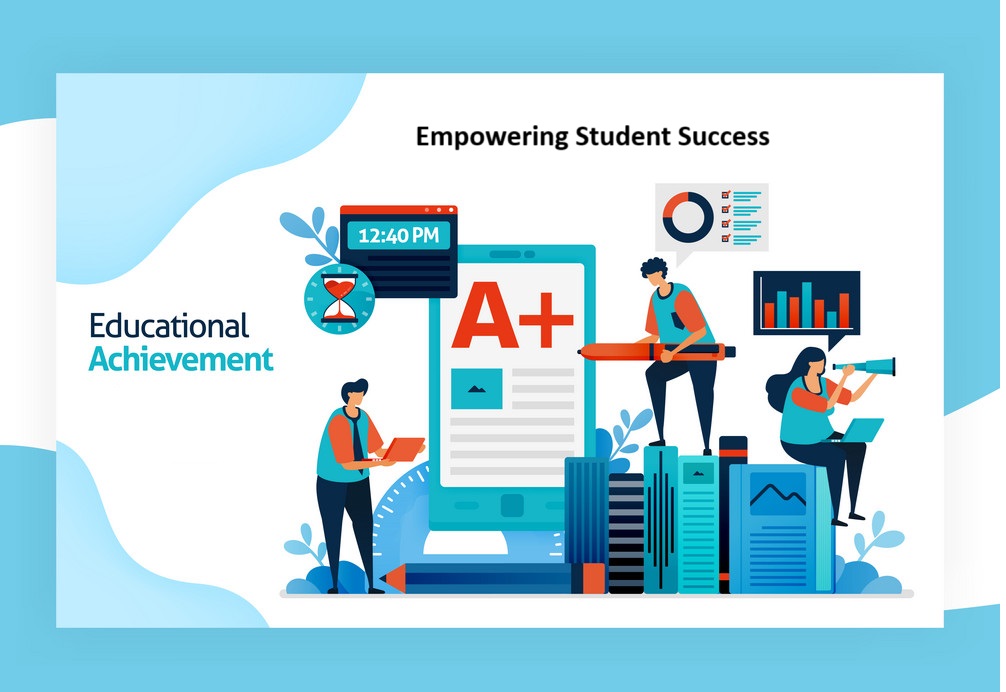 Empowering Student Success
12:40 PM
A+
Educational
Achievement